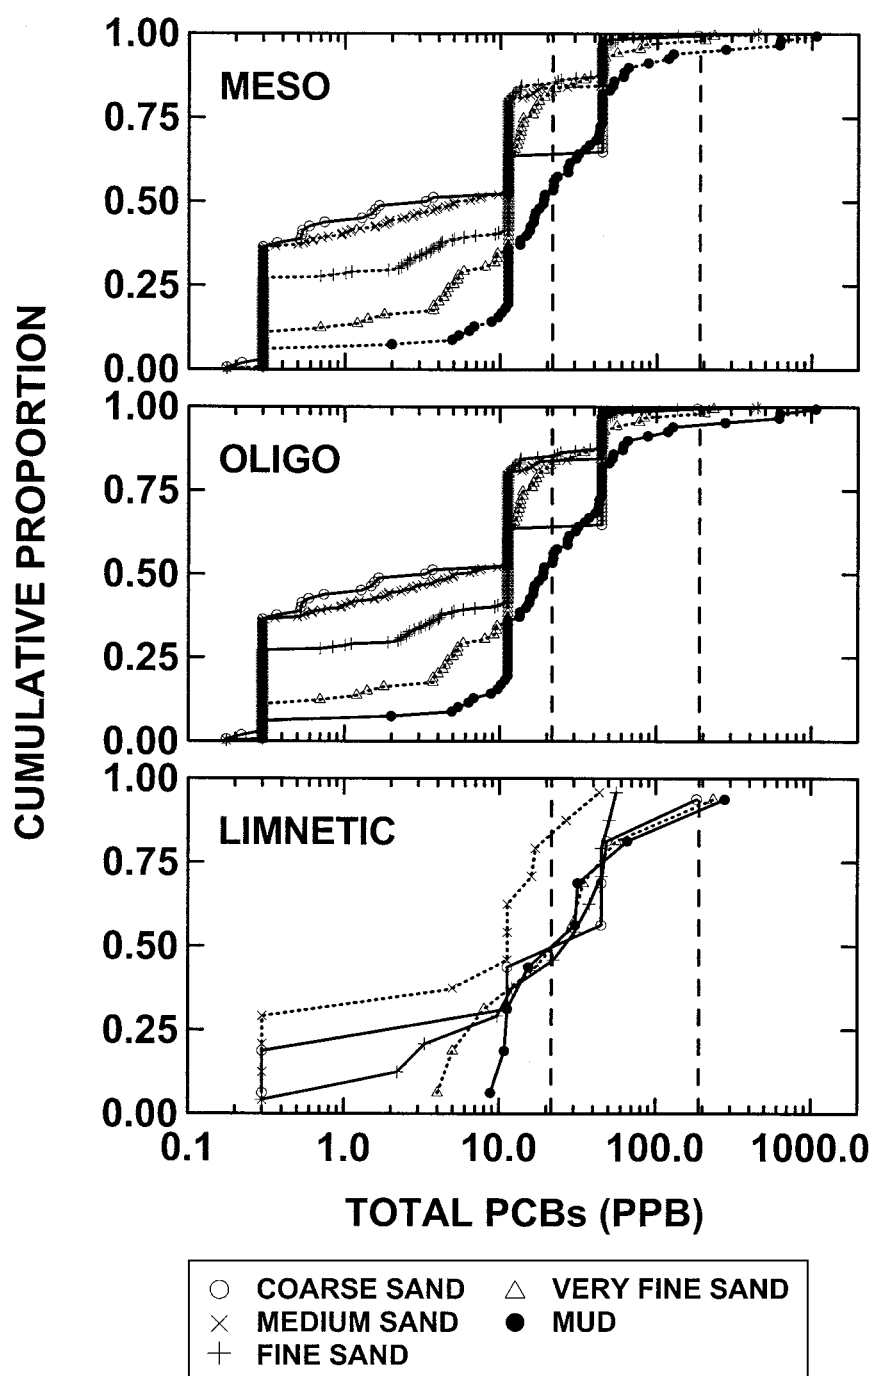 CUMULATIVE PROPORTION
1.00
MESO
0.75
0.50
0.25
0.00
1.00
OLIGO
0.75
0.50
0.25
0.00
1.00
LIMNETIC
0.75
0.50
0.25
0.00
0.1 1.0 10.0 100.0 1000.0
TOTAL PCBs (PPB)
COARSE SAND VERY FINE SAND
MEDIUM SAND MUD
FINE SAND